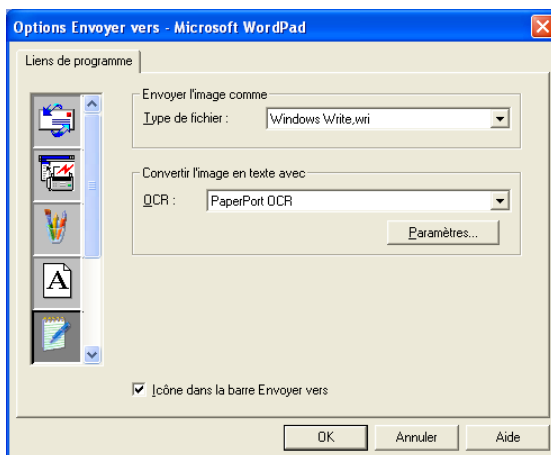 Options Envoyer vers - Microsoft WordPad
Liens de programme
Envoyer l'image comme
Type de fichier : Windows Write,wri
Convertir l'image en texte avec
OCR : PaperPort OCR
Paramètres...
A
Icône dans la barre Envoyer vers
OK Annuler Aide